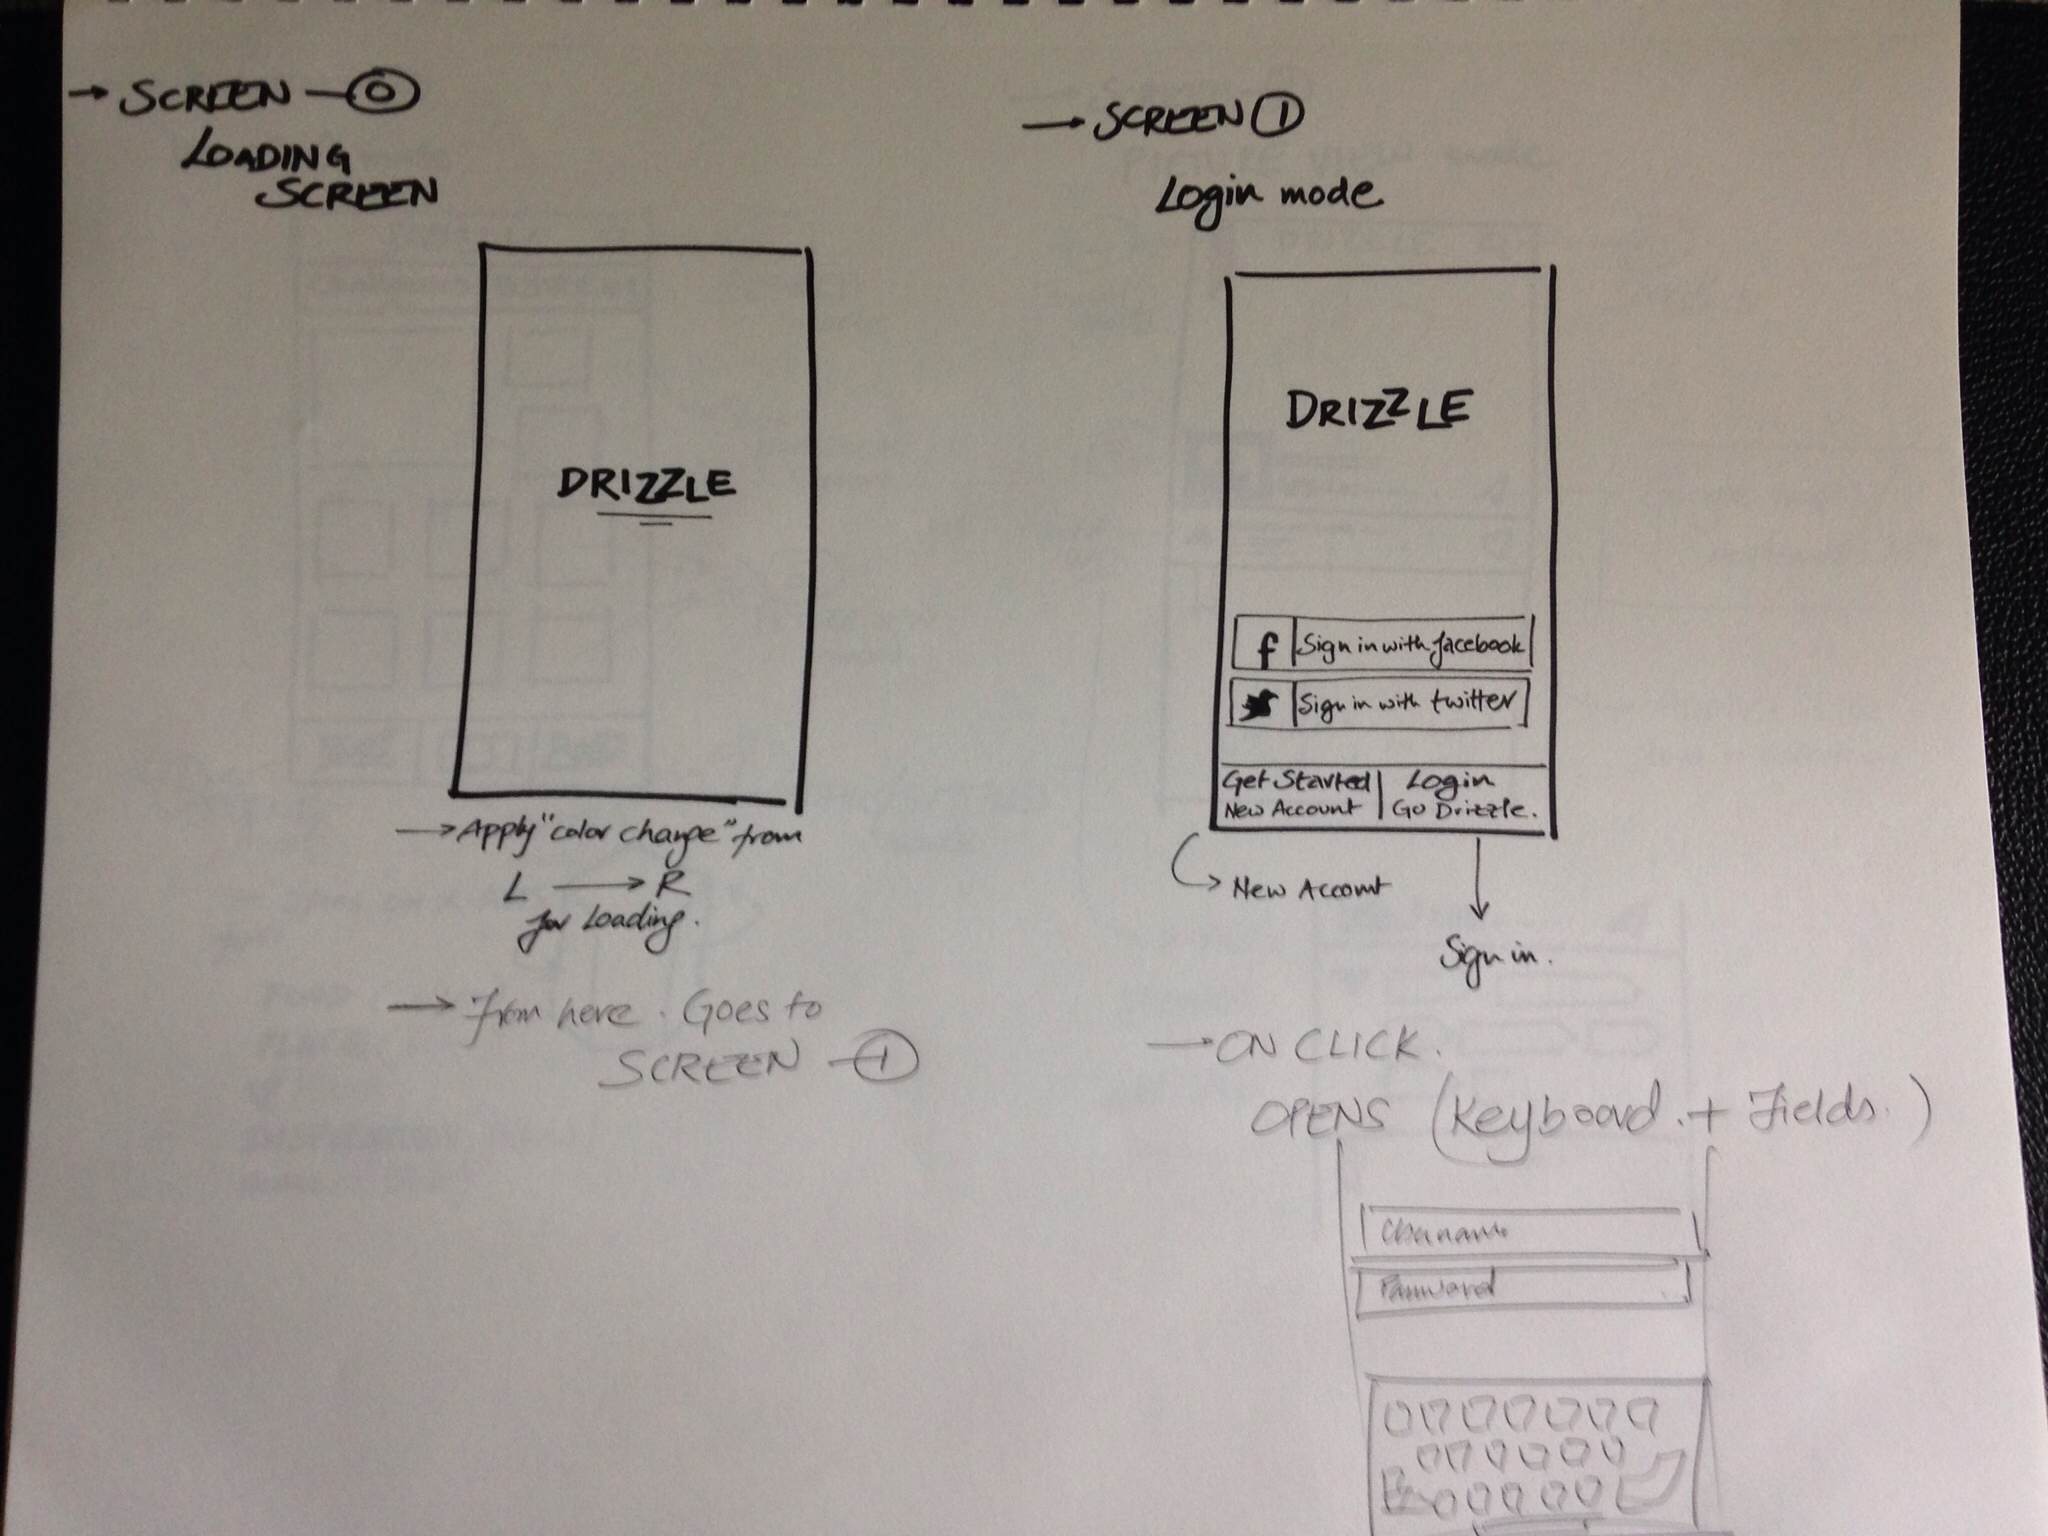 → SCREEN — 0
LOADING
SCREEN
DRIZZLE
→ Apply "color change" from
L → R
for Loading.
→ From here. Goes to
SCREEN — 1
→ SCREEN 1
Login mode
DRIZZLE
f Sign in with facebook
Sign in with twitter
Get Started | Login
New Account Go Drizzle.
New Account
Sign in.
→ ON CLICK.
OPENS (Keyboard. + Fields.)
Username
Password